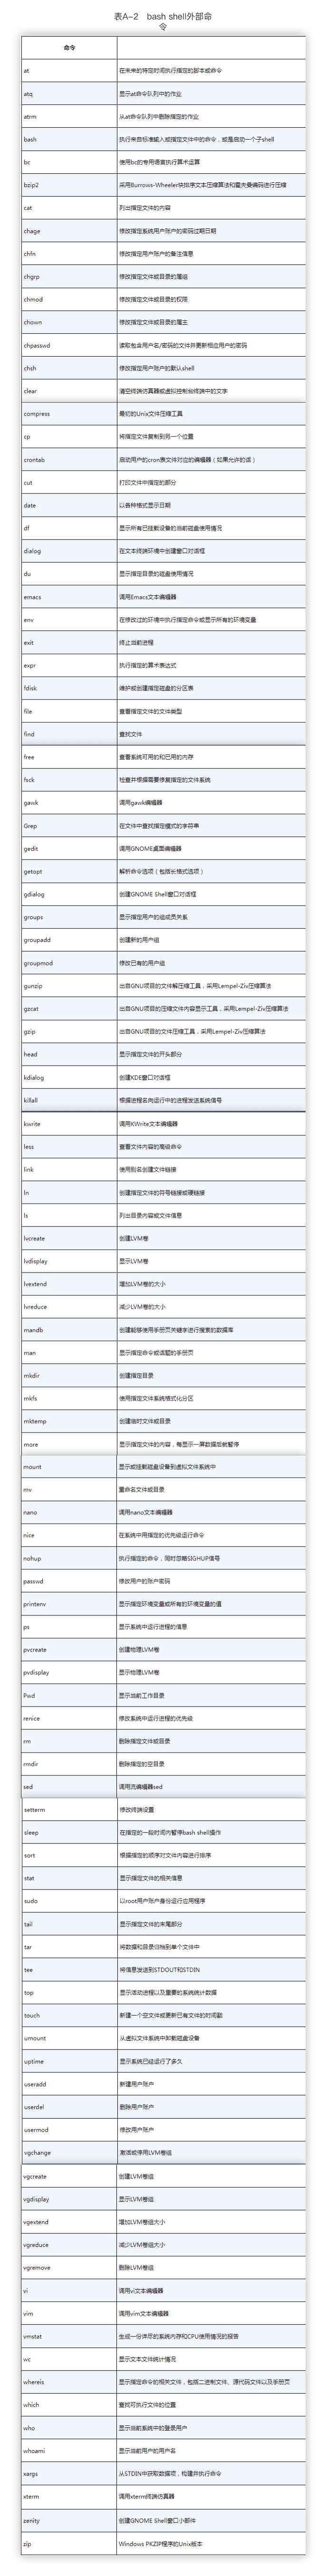 表A-2 bash shell外部命
令
命令
at 在未来的特定时间执行指定的脚本或命令
atq 显示at命令队列中的作业
atrm 从at命令队列中删除指定的作业
bash 执行来自标准输入或指定文件中的命令，或是启动一个子shell
bc 使用bc的专用语言执行算术运算
bzip2 采用Burrows-Wheeler块排序文本压缩算法和霍夫曼编码进行压缩
cat 列出指定文件的内容
chage 修改指定系统用户账户的密码过期日期
chfn 修改指定用户账户的备注信息
chgrp 修改指定文件或目录的属组
chmod 修改指定文件或目录的权限
chown 修改指定文件或目录的属主
chpasswd 读取包含用户名/密码的文件并更新相应用户的密码
chsh 修改指定用户账户的默认shell
clear 清空终端仿真器或虚拟控制台终端中的文字
compress 最初的Unix文件压缩工具
cp 将指定文件复制到另一个位置
crontab 启动用户的cron表文件对应的编辑器（如果允许的话）
cut 打印文件中指定的部分
date 以各种格式显示日期
df 显示所有已挂载设备的当前磁盘使用情况
dialog 在文本终端环境中创建窗口对话框
du 显示指定目录的磁盘使用情况
emacs 调用Emacs文本编辑器
env 在修改过的环境中执行指定命令或显示所有的环境变量
exit 终止当前进程
expr 执行指定的算术表达式
fdisk 维护或创建指定磁盘的分区表
file 查看指定文件的文件类型
find 查找文件
free 查看系统可用的和已用的内存
fsck 检查并根据需要修复指定的文件系统
gawk 调用gawk编辑器
Grep 在文件中查找指定模式的字符串
gedit 调用GNOME桌面编辑器
getopt 解析命令选项（包括长格式选项）
gdialog 创建GNOME Shell窗口对话框
groups 显示指定用户的组成员关系
groupadd 创建新的用户组
groupmod 修改已有的用户组
gunzip 出自GNU项目的文件解压缩工具，采用Lempel-Ziv压缩算法
gzcat 出自GNU项目的压缩文件内容显示工具，采用Lempel-Ziv压缩算法
gzip 出自GNU项目的文件压缩工具，采用Lempel-Ziv压缩算法
head 显示指定文件的开头部分
kdialog 创建KDE窗口对话框
killall 根据进程名向运行中的进程发送系统信号
kwrite 调用KWrite文本编辑器
less 查看文件内容的高级命令
link 使用别名创建文件链接
ln 创建指定文件的符号链接或硬链接
ls 列出目录内容或文件信息
lvcreate 创建LVM卷
lvdisplay 显示LVM卷
lvextend 增加LVM卷的大小
lvreduce 减少LVM卷的大小
mandb 创建能够使用手册页关键字进行搜索的数据库
man 显示指定命令或话题的手册页
mkdir 创建指定目录
mkfs 使用指定文件系统格式化分区
mktemp 创建临时文件或目录
more 显示指定文件的内容，每显示一屏数据后就暂停
mount 显示或挂载磁盘设备到虚拟文件系统中
mv 重命名文件或目录
nano 调用nano文本编辑器
nice 在系统中用指定的优先级运行命令
nohup 执行指定的命令，同时忽略SIGHUP信号
passwd 修改用户的账户密码
printenv 显示指定环境变量或所有的环境变量的值
ps 显示系统中运行进程的信息
pvcreate 创建物理LVM卷
pvdisplay 显示物理LVM卷
Pwd 显示当前工作目录
renice 修改系统中运行进程的优先级
rm 删除指定文件或目录
rmdir 删除指定的空目录
sed 调用流编辑器sed
setterm 修改终端设置
sleep 在指定的一段时间内暂停bash shell操作
sort 根据指定的顺序对文件内容进行排序
stat 显示指定文件的相关信息
sudo 以root用户账户身份运行应用程序
tail 显示指定文件的末尾部分
tar 将数据和目录归档到单个文件中
tee 将信息发送到STDOUT和STDIN
top 显示活动进程以及重要的系统统计数据
touch 新建一个空文件或更新已有文件的时间戳
umount 从虚拟文件系统中卸载磁盘设备
uptime 显示系统已经运行了多久
useradd 新建用户账户
userdel 删除用户账户
usermod 修改用户账户
vgchange 激活或停用LVM卷组
vgcreate 创建LVM卷组
vgdisplay 显示LVM卷组
vgextend 增加LVM卷组大小
vgreduce 减少LVM卷组大小
vgremove 删除LVM卷组
vi 调用vi文本编辑器
vim 调用vim文本编辑器
vmstat 生成一份详尽的系统内存和CPU使用情况的报告
wc 显示文本文件统计情况
whereis 显示指定命令的相关文件，包括二进制文件、源代码文件以及手册页
which 查找可执行文件的位置
who 显示当前系统中的登录用户
whoami 显示当前用户的用户名
xargs 从STDIN中获取数据项，构建并执行命令
xterm 调用xterm终端仿真器
zenity 创建GNOME Shell窗口小部件
zip Windows PKZIP程序的Unix版本